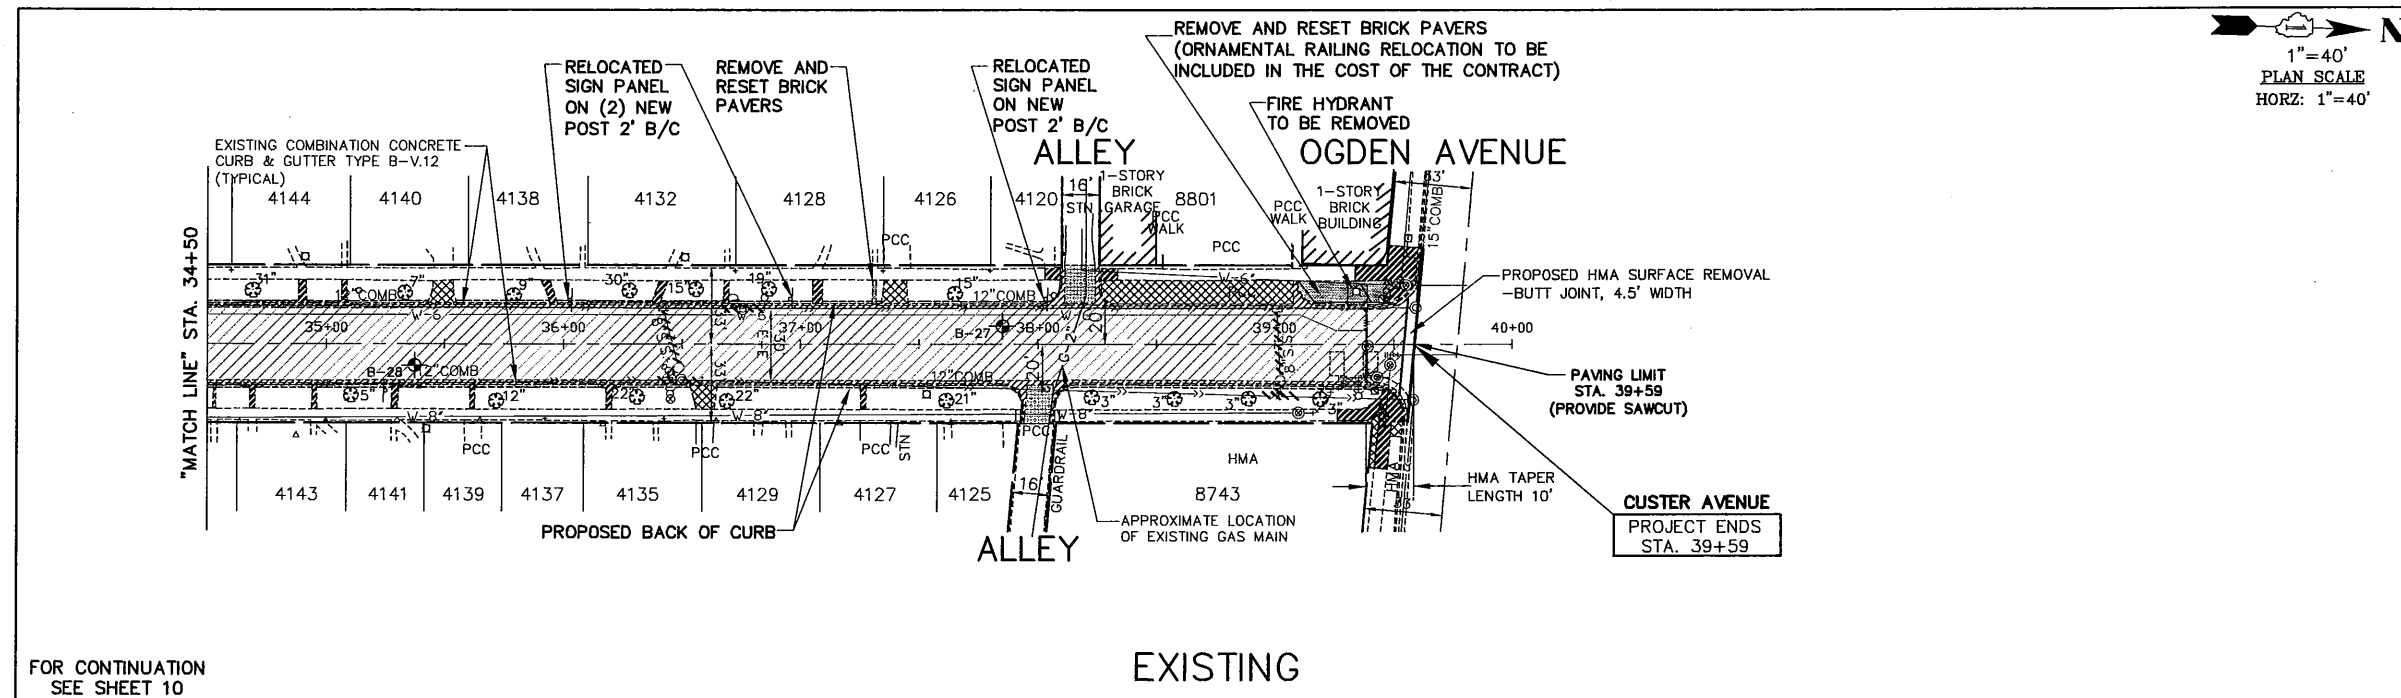 REMOVE AND RESET BRICK PAVERS
(ORNAMENTAL RAILING RELOCATION TO BE
INCLUDED IN THE COST OF THE CONTRACT)
N
1"=40'
PLAN SCALE
HORZ: 1"=40'
RELOCATED
SIGN PANEL
ON (2) NEW
POST 2' B/C
REMOVE AND
RESET BRICK
PAVERS
RELOCATED
SIGN PANEL
ON NEW
POST 2' B/C
FIRE HYDRANT
TO BE REMOVED
EXISTING COMBINATION CONCRETE
CURB & GUTTER TYPE B-V.12
(TYPICAL)
ALLEY
OGDEN AVENUE
4144
4140
4138
4132
4128
4126
4120
16'
STN
1-STORY
BRICK
GARAGE
PCC
WALK
8801
PCC
WALK
1-STORY
BRICK
BUILDING
33'
15"COMB
PCC
PCC
"MATCH LINE" STA. 34+50
31"
7"
9"
30"
15"
19"
15"
12"COMB
12"COMB
W-6"
W-6"
35+00
36+00
37+00
38+00
39+00
40+00
B-27
B-28
12"COMB
12"COMB
33'
33'
30'
E-E
20'
20'
G-2"
8"S.S.
PROPOSED HMA SURFACE REMOVAL
-BUTT JOINT, 4.5' WIDTH
PAVING LIMIT
STA. 39+59
(PROVIDE SAWCUT)
5"
12"
22"
22"
21"
3"
3"
3"
3"
W-8"
W-8"
W-8"
PCC
PCC
PCC
STN
PCC
GUARDRAIL
16'
HMA
HMA
4143
4141
4139
4137
4135
4129
4127
4125
8743
HMA TAPER
LENGTH 10'
PROPOSED BACK OF CURB
ALLEY
APPROXIMATE LOCATION
OF EXISTING GAS MAIN
CUSTER AVENUE
PROJECT ENDS
STA. 39+59
FOR CONTINUATION
SEE SHEET 10
EXISTING